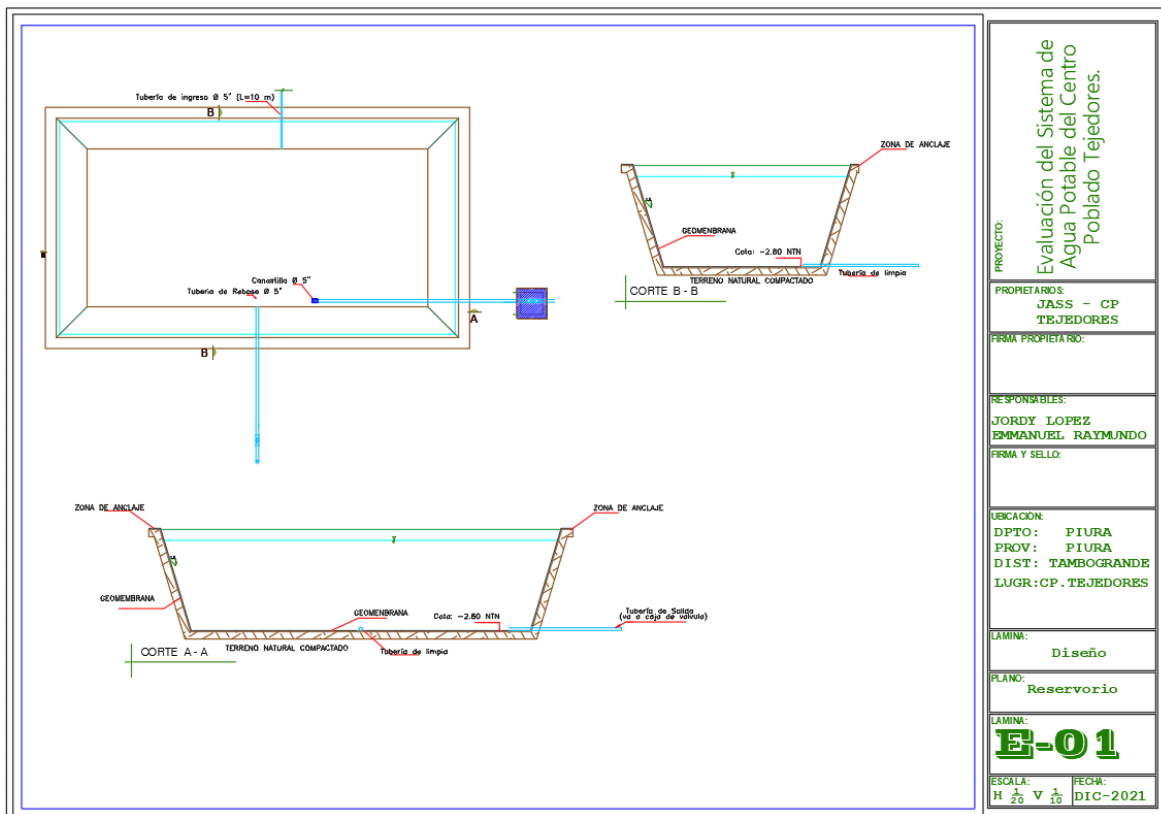 Tubería de ingreso Ø 5' (L=10 m)
B
Canastilla Ø 5"
Tubería de Rebose Ø 5"
A
B
ZONA DE ANCLAJE
GEOMENBRANA
Cota: -2.80 NTN
Tubería de limpia
TERRENO NATURAL COMPACTADO
CORTE B - B
ZONA DE ANCLAJE
ZONA DE ANCLAJE
GEOMEMBRANA
GEOMENBRANA
Cota: -2.80 NTN
Tubería de Salida
(va a caja de valvula)
CORTE A - A
TERRENO NATURAL COMPACTADO
Tubería de limpia
PROYECTO:
Evaluación del Sistema de
Agua Potable del Centro
Poblado Tejedores.
PROPIETARIOS:
JASS - CP
TEJEDORES
FIRMA PROPIETARIO:
RESPONSABLES:
JORDY LOPEZ
EMMANUEL RAYMUNDO
FIRMA Y SELLO:
UBICACIÓN:
DPTO: PIURA
PROV: PIURA
DIST: TAMBOGRANDE
LUGR:CP.TEJEDORES
LAMINA:
Diseño
PLANO:
Reservorio
LAMINA:
E-01
ESCALA:
H 1/20 V 1/10
FECHA:
DIC-2021